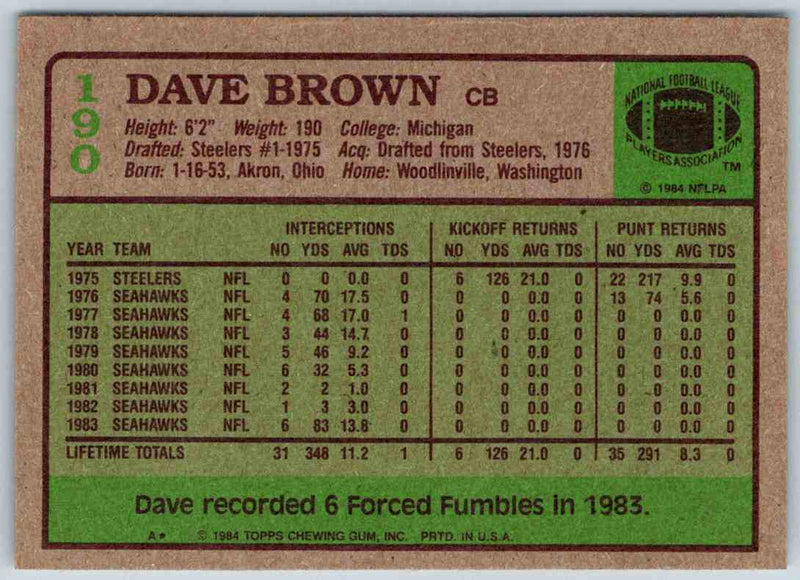 190
DAVE BROWN CB
Height: 6'2" Weight: 190 College: Michigan
Drafted: Steelers #1-1975 Acq: Drafted from Steelers, 1976
Born: 1-16-53, Akron, Ohio Home: Woodlinville, Washington
NATIONAL FOOTBALL LEAGUE
PLAYERS ASSOCIATION
TM
© 1984 NFLPA
INTERCEPTIONS KICKOFF RETURNS PUNT RETURNS
YEAR TEAM NO YDS AVG TDS NO YDS AVG TDS NO YDS AVG TDS
1975 STEELERS NFL 0 0 0.0 0 6 126 21.0 0 22 217 9.9 0
1976 SEAHAWKS NFL 4 70 17.5 0 0 0 0.0 0 13 74 5.6 0
1977 SEAHAWKS NFL 4 68 17.0 1 0 0 0.0 0 0 0 0.0 0
1978 SEAHAWKS NFL 3 44 14.7 0 0 0 0.0 0 0 0 0.0 0
1979 SEAHAWKS NFL 5 46 9.2 0 0 0 0.0 0 0 0 0.0 0
1980 SEAHAWKS NFL 6 32 5.3 0 0 0 0.0 0 0 0 0.0 0
1981 SEAHAWKS NFL 2 2 1.0 0 0 0 0.0 0 0 0 0.0 0
1982 SEAHAWKS NFL 1 3 3.0 0 0 0 0.0 0 0 0 0.0 0
1983 SEAHAWKS NFL 6 83 13.8 0 0 0 0.0 0 0 0 0.0 0
LIFETIME TOTALS 31 348 11.2 1 6 126 21.0 0 35 291 8.3 0
Dave recorded 6 Forced Fumbles in 1983.
A★ © 1984 TOPPS CHEWING GUM, INC. PRTD. IN U.S.A.